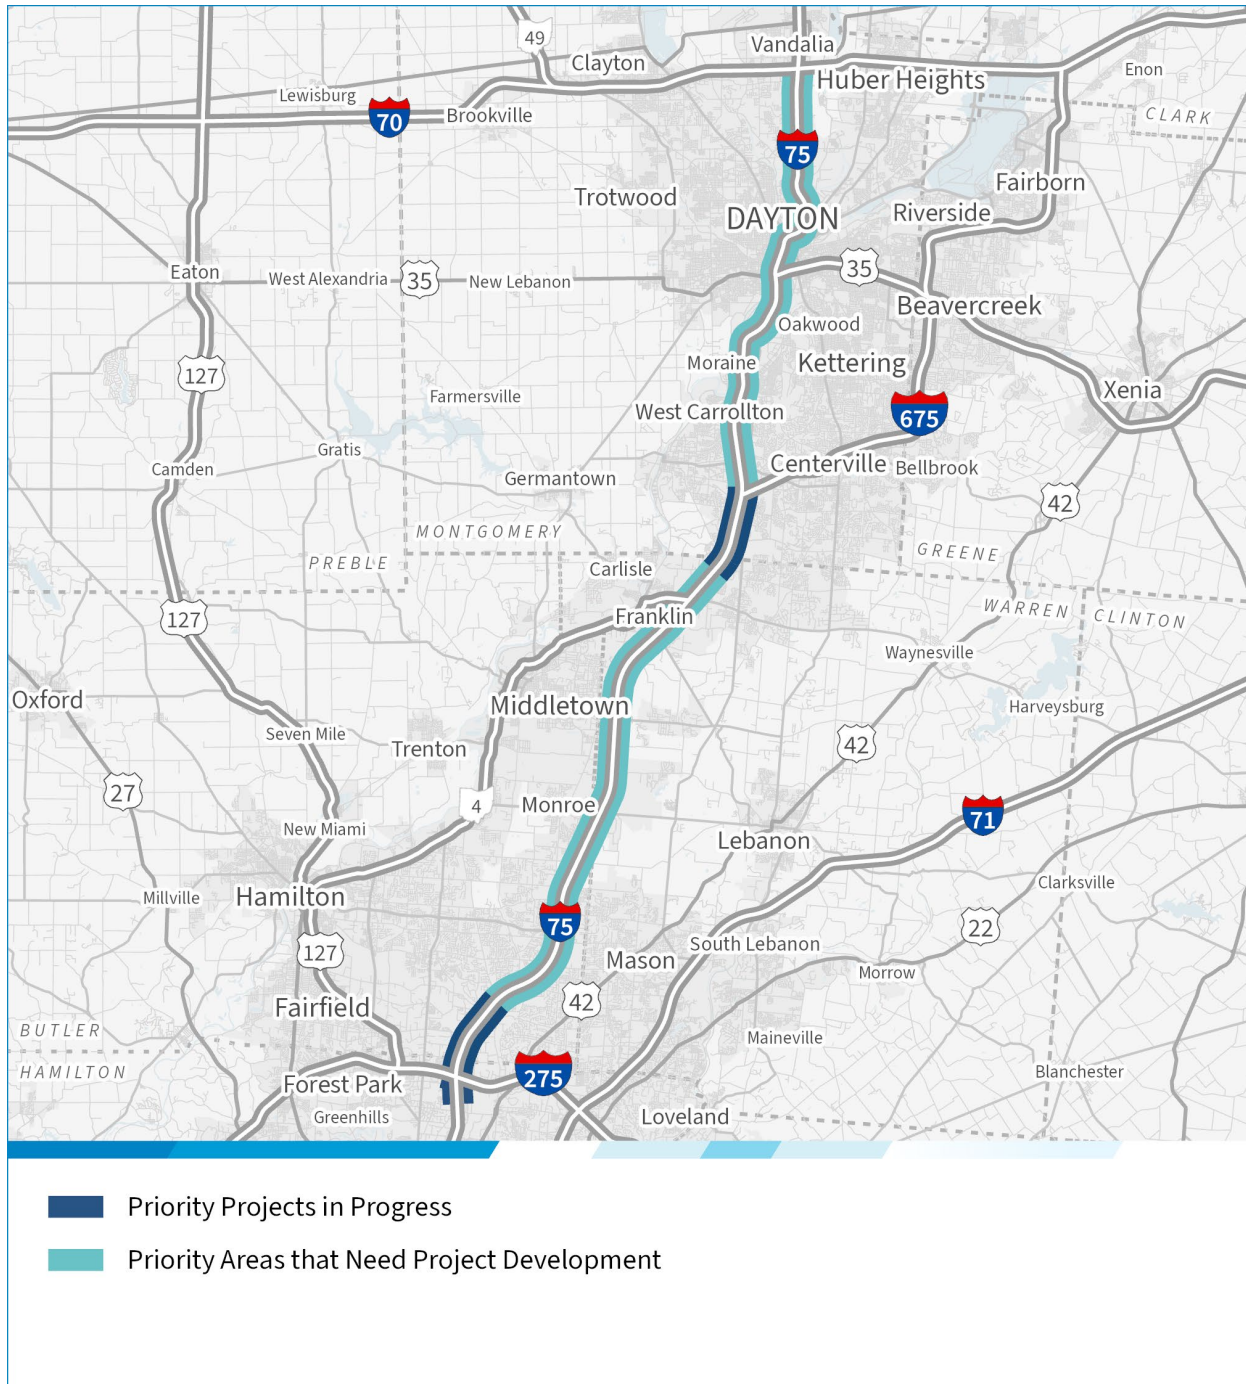 49
Vandalia
Clayton
Enon
Huber Heights
Lewisburg
70
Brookville
CLARK
75
Fairborn
Trotwood
DAYTON
Riverside
Eaton
West Alexandria
35
New Lebanon
35
Beavercreek
Oakwood
Moraine
Kettering
127
Xenia
Farmersville
West Carrollton
675
Gratis
Camden
Germantown
Centerville
Bellbrook
42
MONTGOMERY
GREENE
PREBLE
Carlisle
127
Franklin
WARREN
CLINTON
Waynesville
Oxford
Middletown
Harveysburg
Seven Mile
Trenton
42
27
4
Monroe
71
New Miami
Lebanon
Hamilton
Millville
Clarksville
75
22
127
South Lebanon
Mason
Morrow
Fairfield
42
BUTLER
Maineville
HAMILTON
Forest Park
275
Blanchester
Greenhills
Loveland
Priority Projects in Progress
Priority Areas that Need Project Development